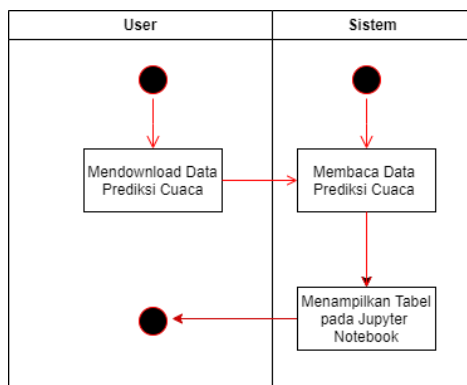 User
Sistem
Mendownload Data
Prediksi Cuaca
Membaca Data
Prediksi Cuaca
Menampilkan Tabel
pada Jupyter
Notebook